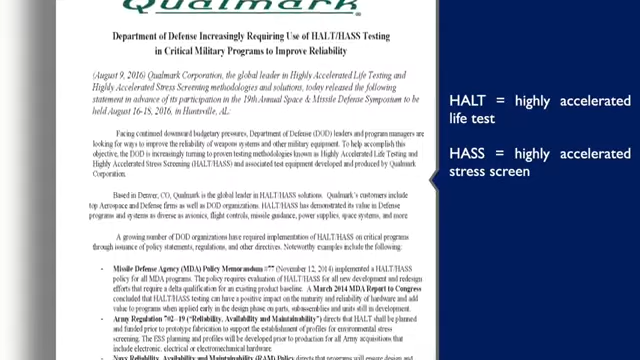 Qualmark
Department of Defense Increasingly Requiring Use of HALT/HASS Testing
in Critical Military Programs to Improve Reliability
(August 9, 2016) Qualmark Corporation, the global leader in Highly Accelerated Life Testing and
Highly Accelerated Stress Screening methodologies and solutions, today released the following
statement in advance of its participation in the 19th Annual Space & Missile Defense Symposium to be
held August 16-18, 2016, in Huntsville, AL:
Facing continued downward budgetary pressures, Department of Defense (DOD) leaders and program managers are
looking for ways to improve the reliability of weapon systems and other military equipment. To help accomplish this
objective, the DOD is increasingly turning to proven testing methodologies known as Highly Accelerated Life Testing and
Highly Accelerated Stress Screening (HALT/HASS) and associated test equipment developed and produced by Qualmark
Corporation.
Based in Denver, CO, Qualmark is the global leader in HALT/HASS solutions. Qualmark's customers include
top Aerospace and Defense firms as well as DOD organizations. HALT/HASS has demonstrated its value in Defense
programs and systems as diverse as avionics, flight controls, missile guidance, power supplies, space systems, and more.
A growing number of DOD organizations have required implementation of HALT/HASS on critical programs
through issuance of policy statements, regulations, and other directives. Noteworthy examples include the following:
• Missile Defense Agency (MDA) Policy Memorandum #77 (November 12, 2014) implemented a HALT/HASS
policy for all MDA programs. The policy requires evaluation of HALT/HASS for all new development and redesign
efforts that require a delta qualification for an existing product baseline. A March 2014 MDA Report to Congress
concluded that HALT/HASS testing can have a positive impact on the maturity and reliability of hardware and add
value to programs when applied early in the design phase on parts, subassemblies and units still in development.
• Army Regulation 702–19 ("Reliability, Availability and Maintainability") directs that HALT shall be planned
and funded prior to prototype fabrication to support the establishment of profiles for environmental stress
screening. The ESS planning and profiles will be developed prior to production for all Army acquisitions that
include electronic, electrical or electromechanical hardware.
• Navy Reliability, Availability and Maintainability (RAM) Policy directs that programs will ensure design and
HALT = highly accelerated
life test
HASS = highly accelerated
stress screen